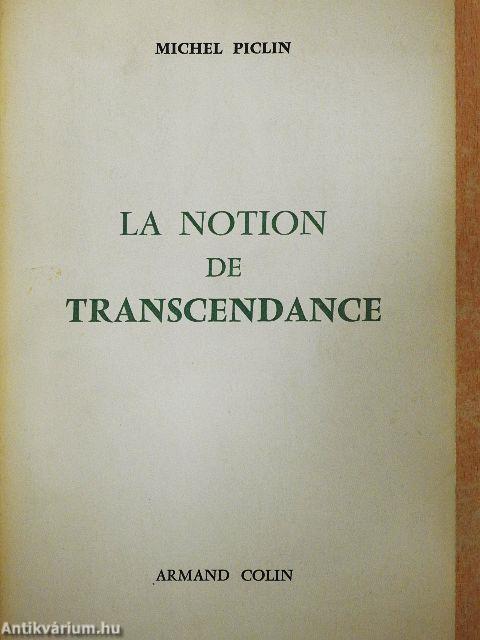 MICHEL PICLIN
LA NOTION
DE
TRANSCENDANCE
ARMAND COLIN
Antikvárium.hu